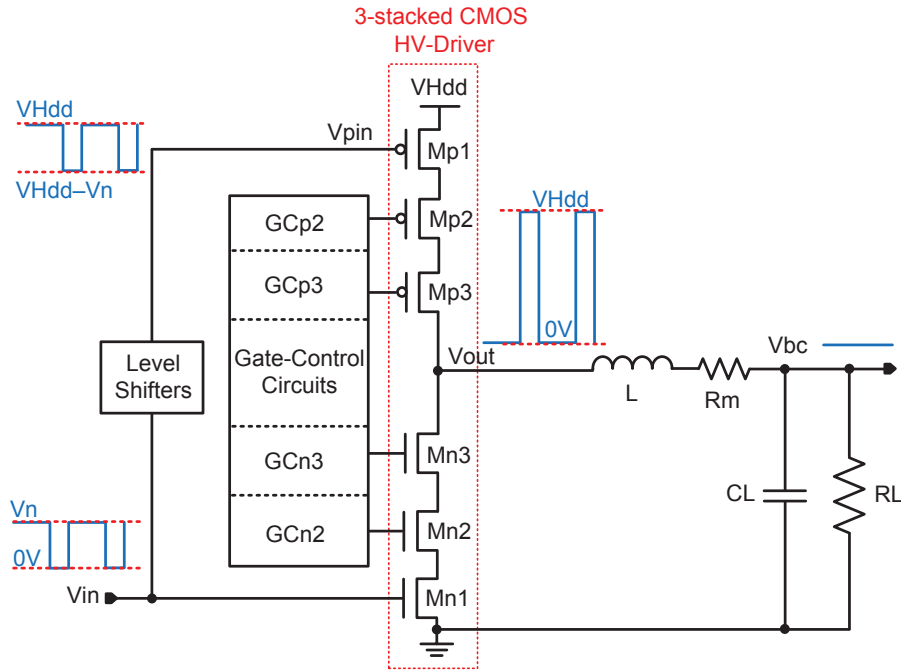 3-stacked CMOS
HV-Driver
VHdd
VHdd
Vpin
Mp1
VHdd–Vn
GCp2
Mp2
VHdd
GCp3
Mp3
0V
Level
Shifters
Gate-Control
Circuits
Vout
Vbc
L
Rm
GCn3
Mn3
CL
RL
Vn
GCn2
Mn2
0V
Vin
Mn1